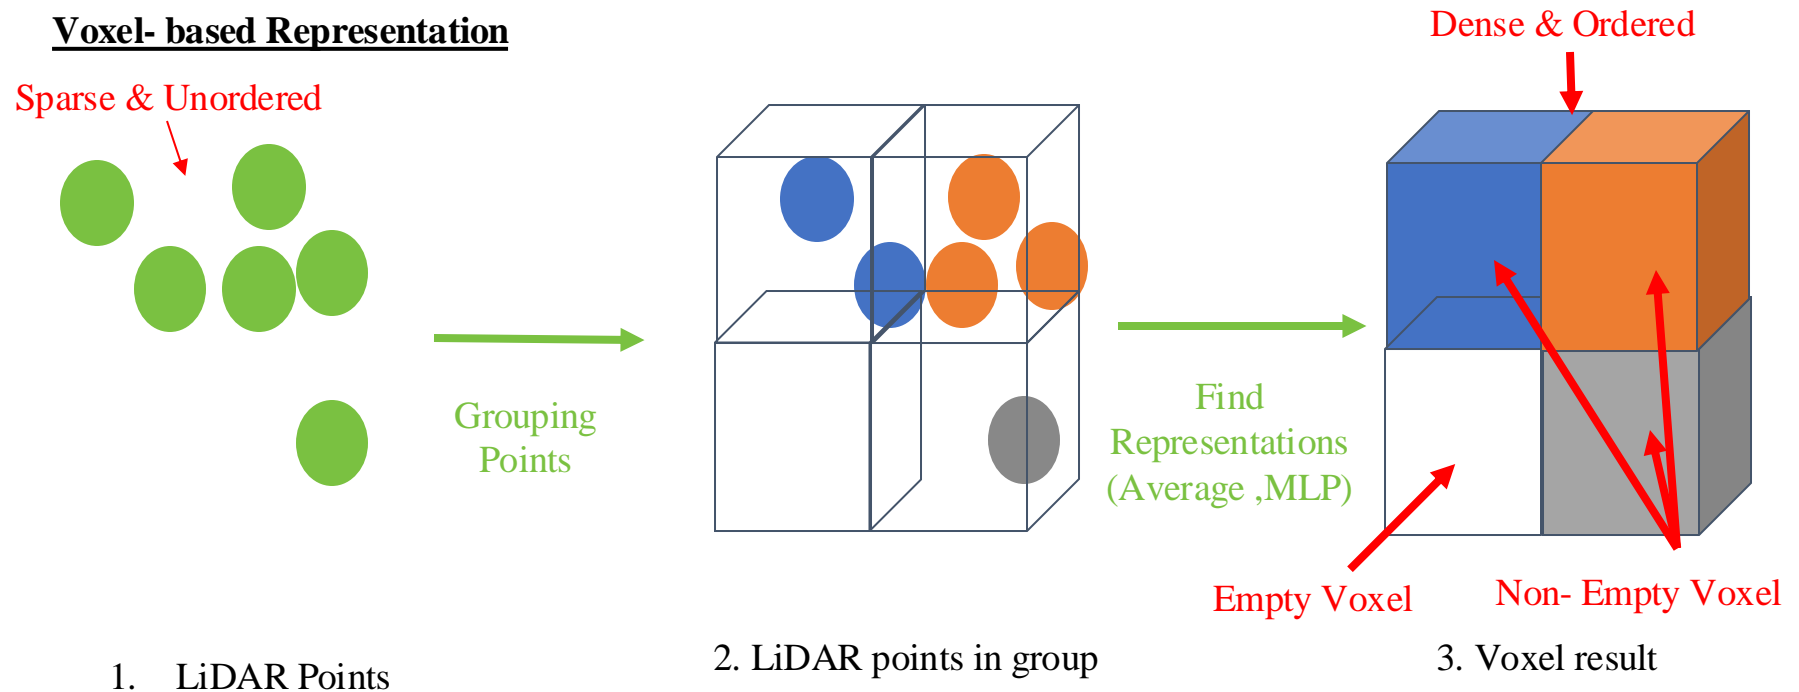 Voxel- based Representation
Sparse & Unordered
Dense & Ordered
Grouping
Points
Find
Representations
(Average ,MLP)
Empty Voxel
Non- Empty Voxel
1. LiDAR Points
2. LiDAR points in group
3. Voxel result